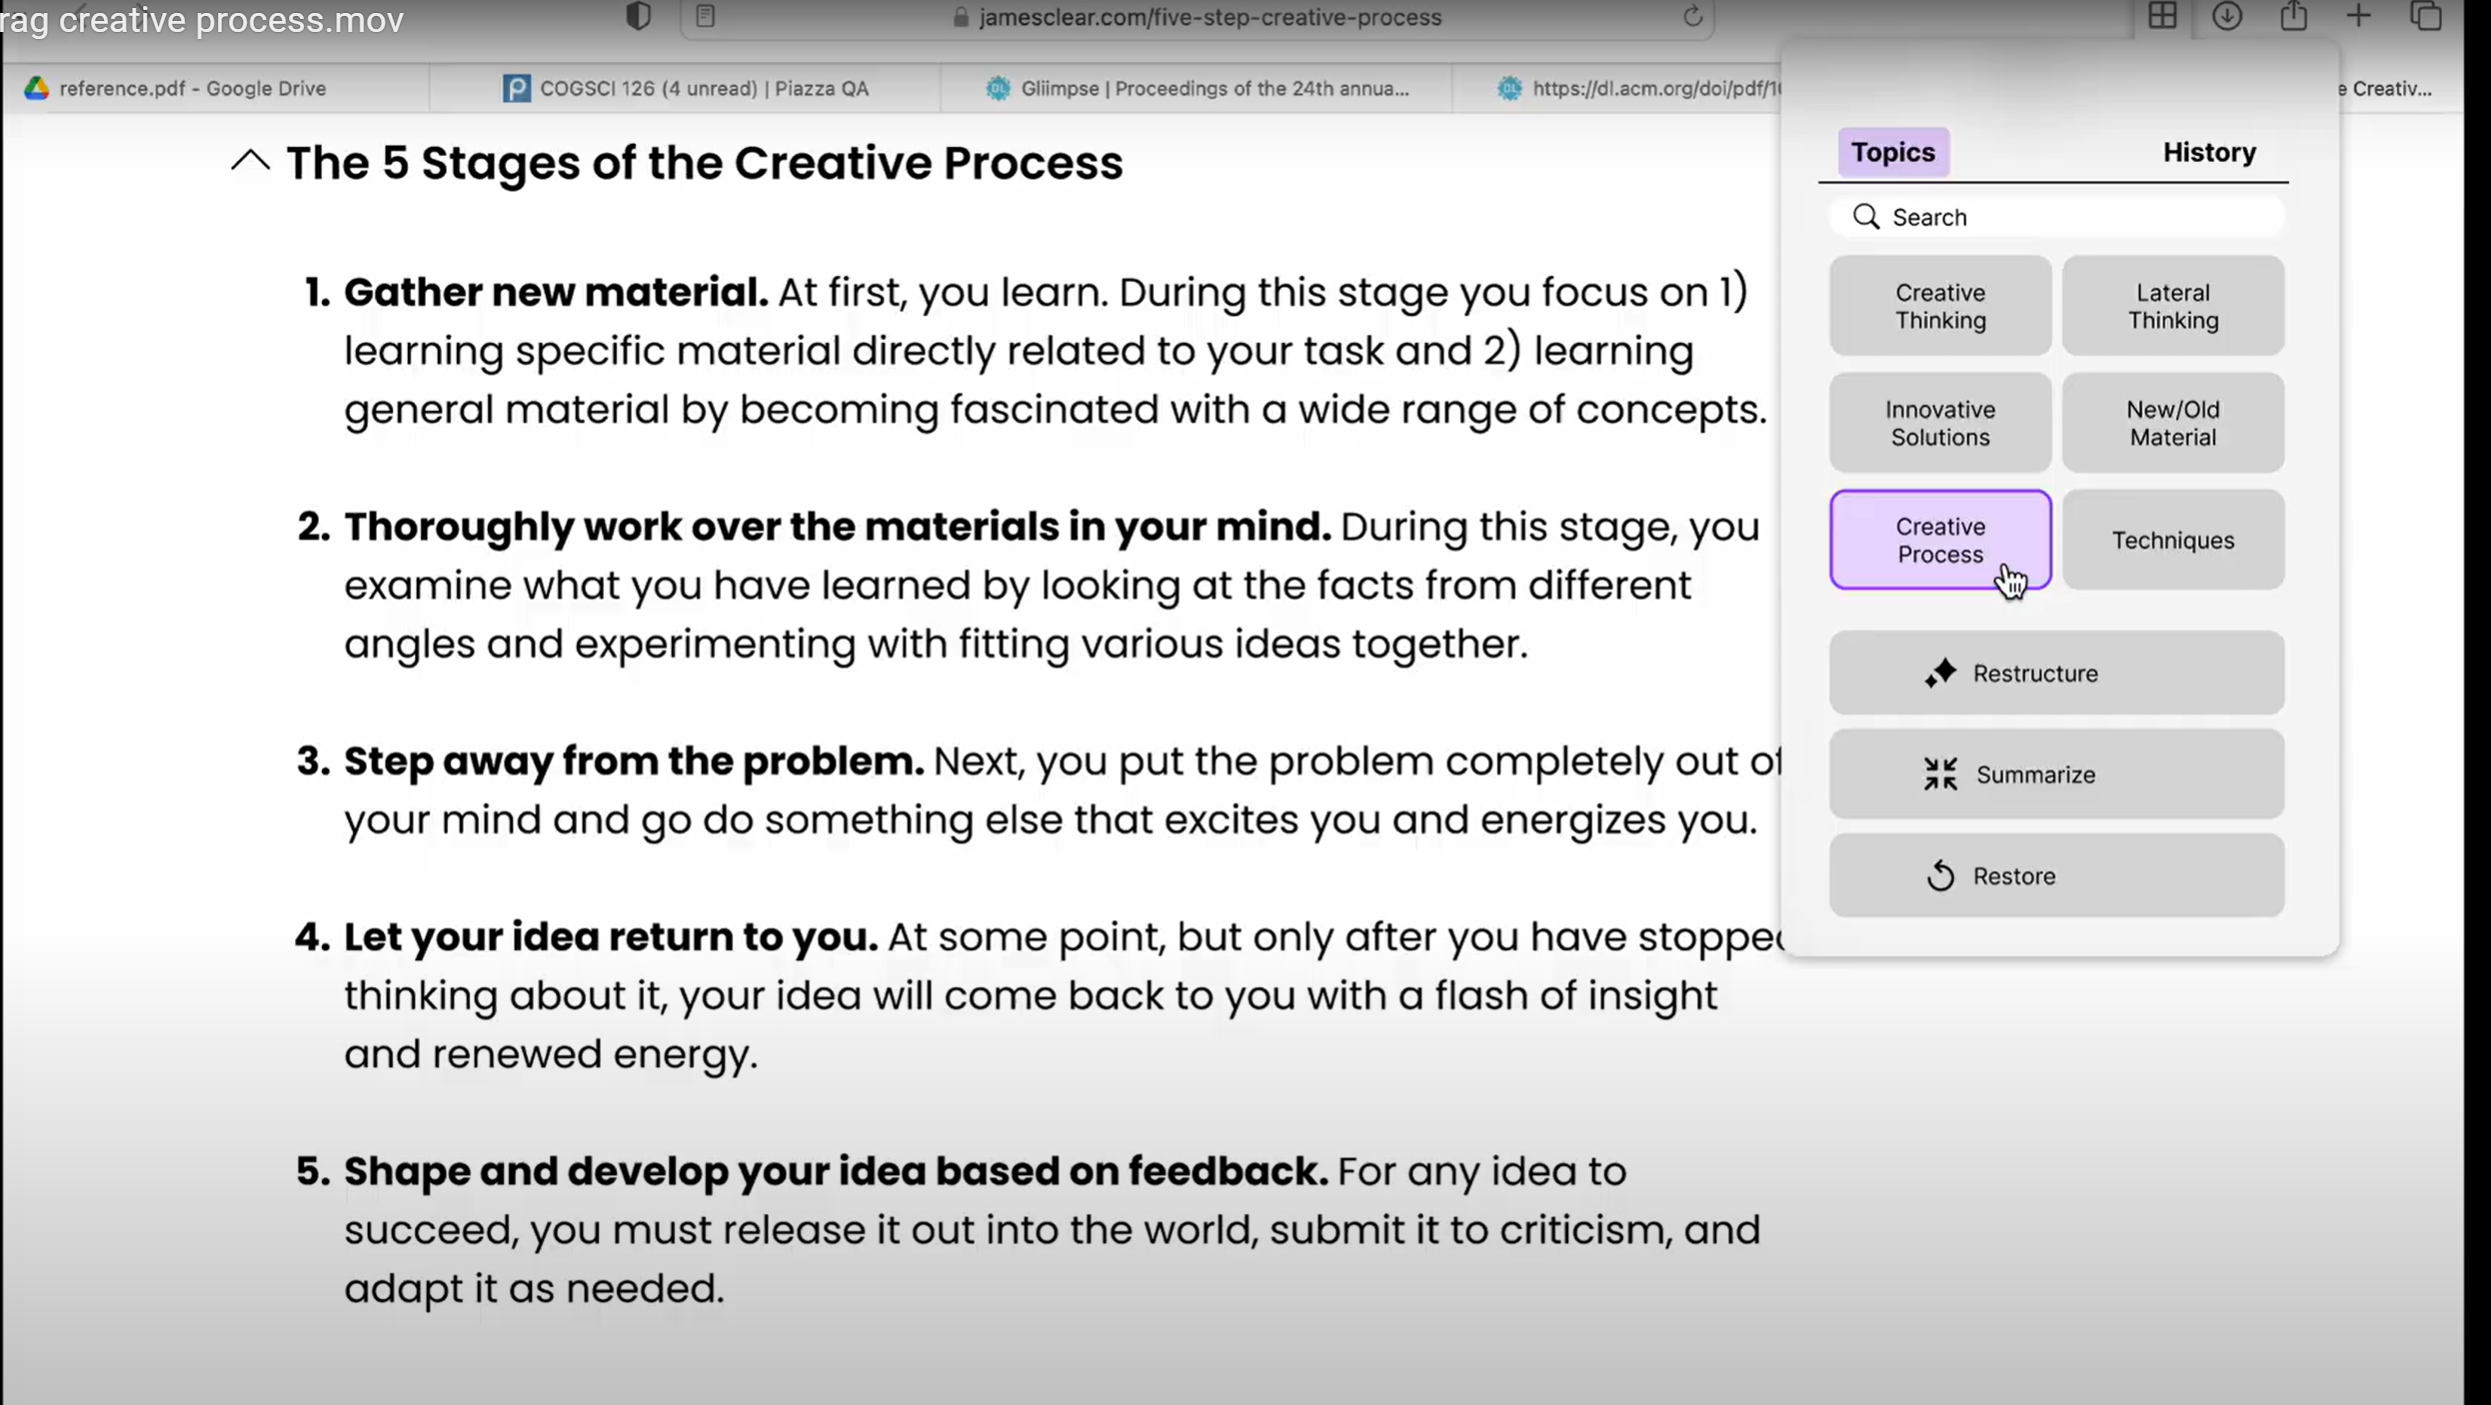 rag creative process.mov
jamesclear.com/five-step-creative-process
reference.pdf - Google Drive
COGSCI 126 (4 unread) | Piazza QA
Gliimpse | Proceedings of the 24th annua...
https://dl.acm.org/doi/pdf/1
e Creativ...
The 5 Stages of the Creative Process
1. Gather new material. At first, you learn. During this stage you focus on 1)
learning specific material directly related to your task and 2) learning
general material by becoming fascinated with a wide range of concepts.
2. Thoroughly work over the materials in your mind. During this stage, you
examine what you have learned by looking at the facts from different
angles and experimenting with fitting various ideas together.
3. Step away from the problem. Next, you put the problem completely out of
your mind and go do something else that excites you and energizes you.
4. Let your idea return to you. At some point, but only after you have stopped
thinking about it, your idea will come back to you with a flash of insight
and renewed energy.
5. Shape and develop your idea based on feedback. For any idea to
succeed, you must release it out into the world, submit it to criticism, and
adapt it as needed.
Topics
History
Search
Creative
Thinking
Lateral
Thinking
Innovative
Solutions
New/Old
Material
Creative
Process
Techniques
Restructure
Summarize
Restore